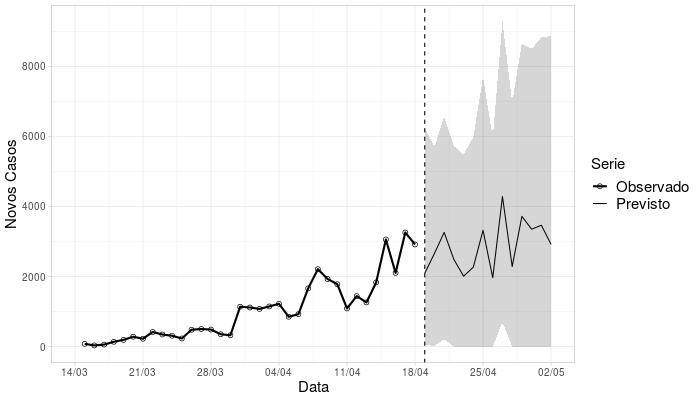 8000
6000
4000
2000
0
Novos Casos
14/03
21/03
28/03
04/04
11/04
18/04
25/04
02/05
Data
Serie
Observado
Previsto